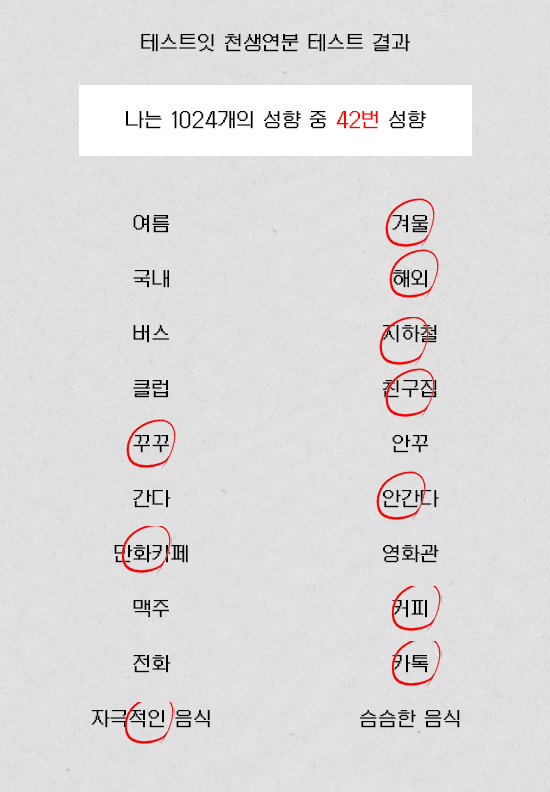 테스트잇 천생연분 테스트 결과
나는 1024개의 성향 중 42번 성향
여름 겨울
국내 해외
버스 지하철
클럽 친구집
꾸꾸 안꾸
간다 안간다
만화카페 영화관
맥주 커피
전화 카톡
자극적인 음식 슴슴한 음식